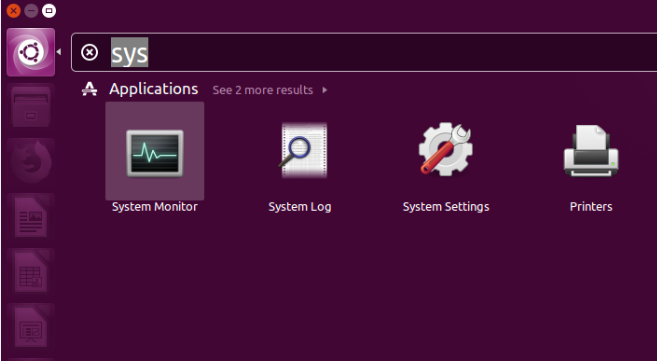 sys
Applications See 2 more results
System Monitor
System Log
System Settings
Printers